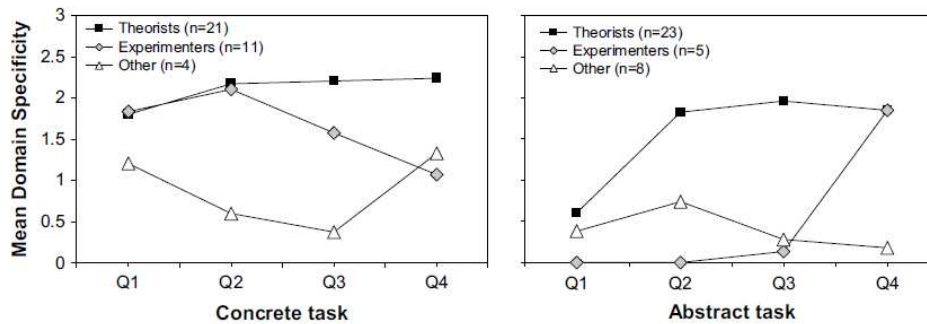 Mean Domain Specificity
3
2.5
2
1.5
1
0.5
0
Theorists (n=21)
Experimenters (n=11)
Other (n=4)
Q1 Q2 Q3 Q4
Concrete task
Theorists (n=23)
Experimenters (n=5)
Other (n=8)
Q1 Q2 Q3 Q4
Abstract task